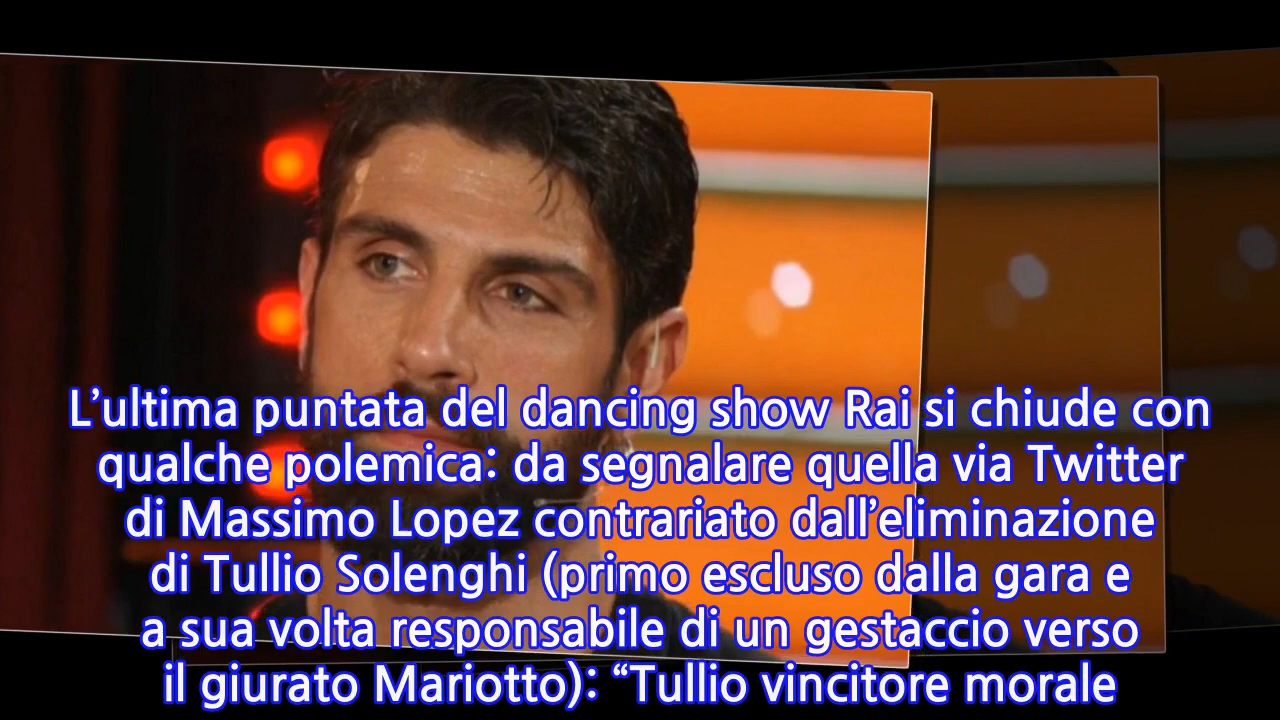 L’ultima puntata del dancing show Rai si chiude con
qualche polemica: da segnalare quella via Twitter
di Massimo Lopez contrariato dall’eliminazione
di Tullio Solenghi (primo escluso dalla gara e
a sua volta responsabile di un gestaccio verso
il giurato Mariotto): “Tullio vincitore morale